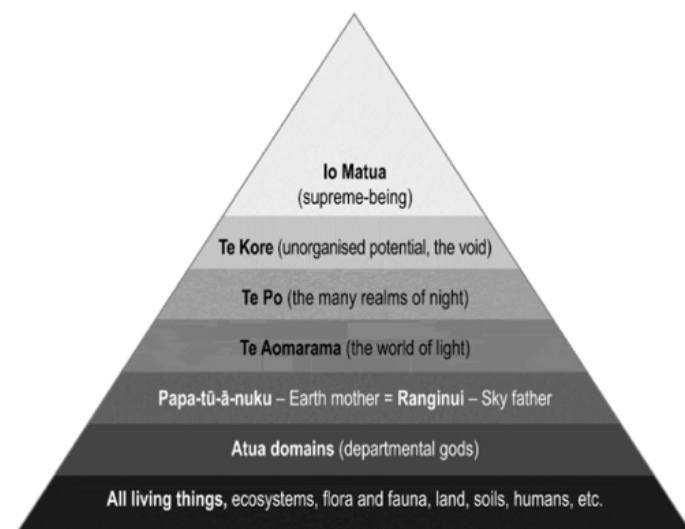 Io Matua
(supreme-being)
Te Kore (unorganised potential, the void)
Te Po (the many realms of night)
Te Aomarama (the world of light)
Papa-tū-ā-nuku – Earth mother = Ranginui – Sky father
Atua domains (departmental gods)
All living things, ecosystems, flora and fauna, land, soils, humans, etc.